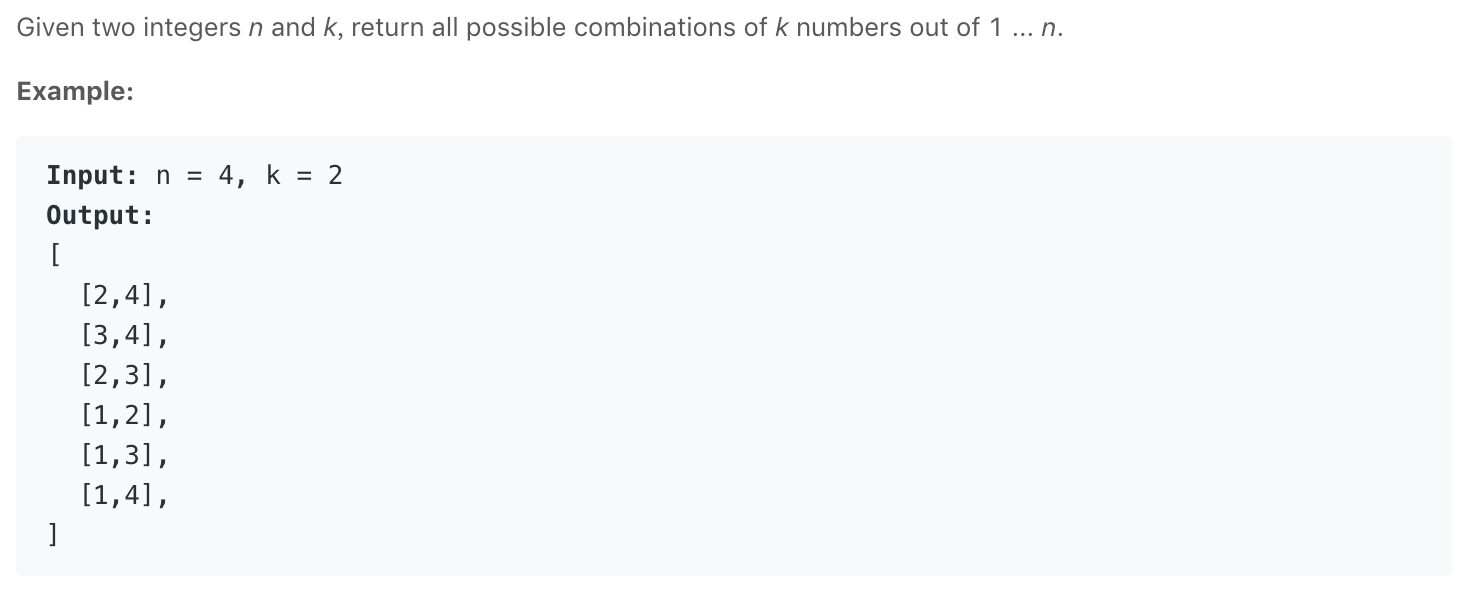 Given two integers n and k, return all possible combinations of k numbers out of 1 ... n.
Example:
Input: n = 4, k = 2
Output:
[
  [2,4],
  [3,4],
  [2,3],
  [1,2],
  [1,3],
  [1,4],
]